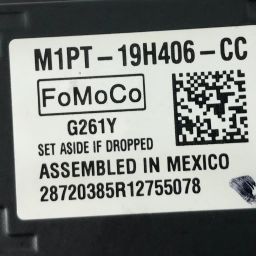 M1PT-19H406-CC
FoMoCo
G261Y
SET ASIDE IF DROPPED
ASSEMBLED IN MEXICO
28720385R12755078